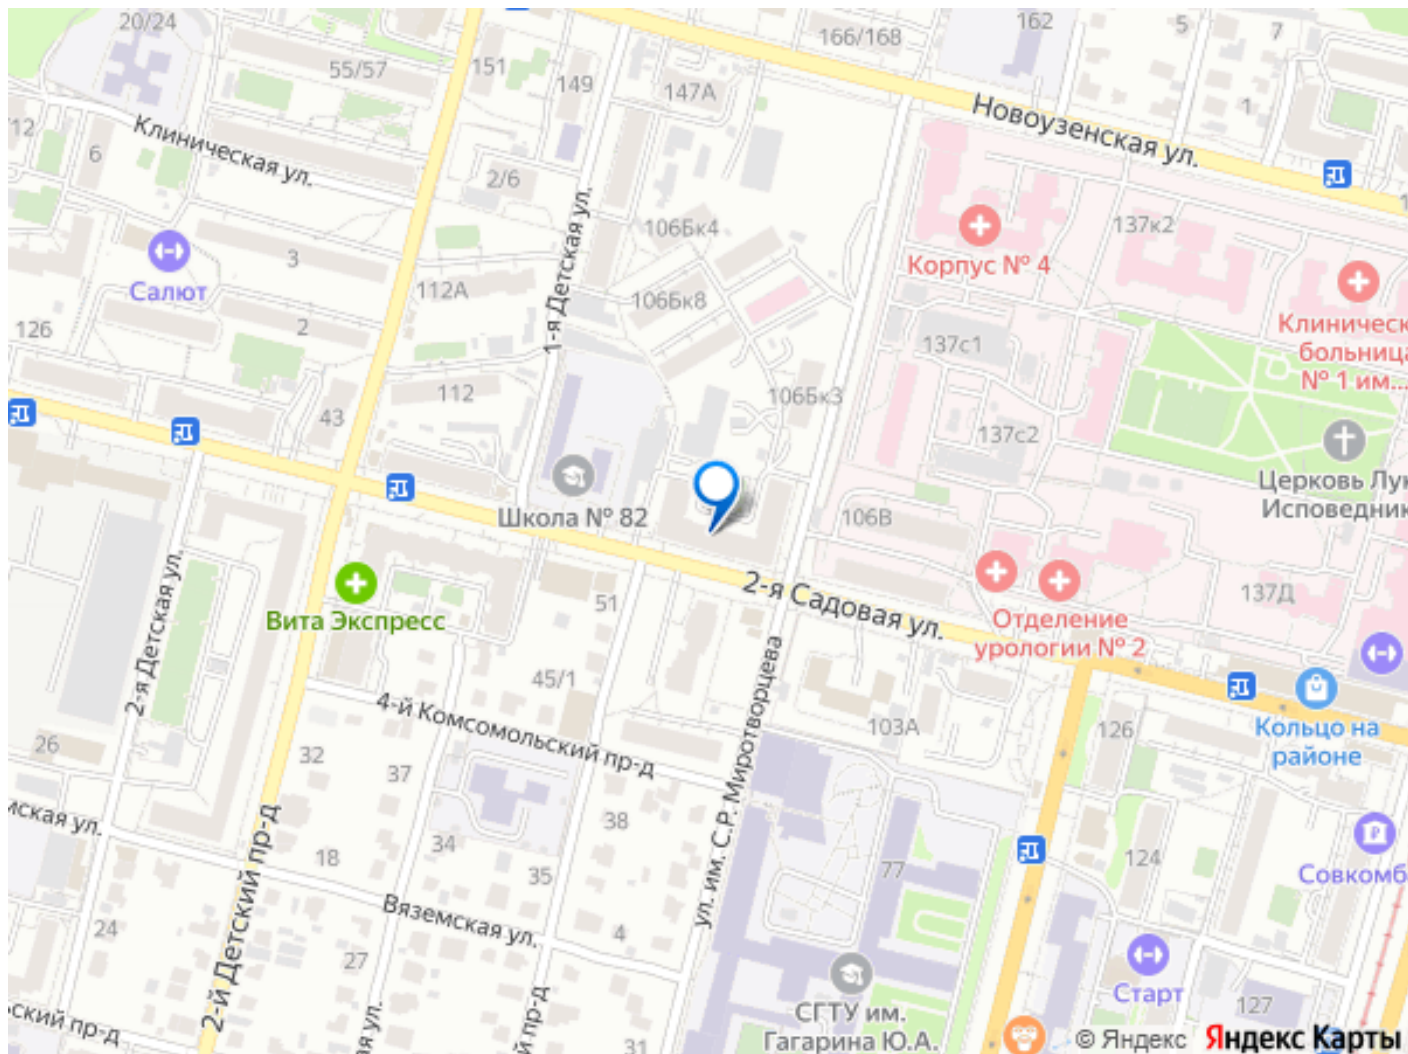 20/24
162
5
7
166/168
151
55/57
149
147А
1
Новоузенская ул.
/12
Клиническая ул.
6
2/6
1-я Детская ул.
106Бк4
137к2
Корпус № 4
3
Салют
112А
106Бк8
126
2
137с1
Клиническ
больница
№ 1 им...
112
106Бк3
43
137с2
Церковь Лук
Исповедник
Школа № 82
106В
2-я Садовая ул.
137Д
Вита Экспресс
51
Отделение
урологии № 2
2-я Детская ул.
45/1
4-й Комсомольский пр-д
ул. им. С.Р. Миротворцева
103А
126
Кольцо на
районе
26
32
37
мская ул.
38
18
34
35
77
124
Совкомб
2-й Детский пр-д
Вяземская ул.
24
4
27
Старт
127
ский пр-д
ая ул.
й пр-д
31
СГТУ им.
Гагарина Ю.А.
© Яндекс Яндекс Карты